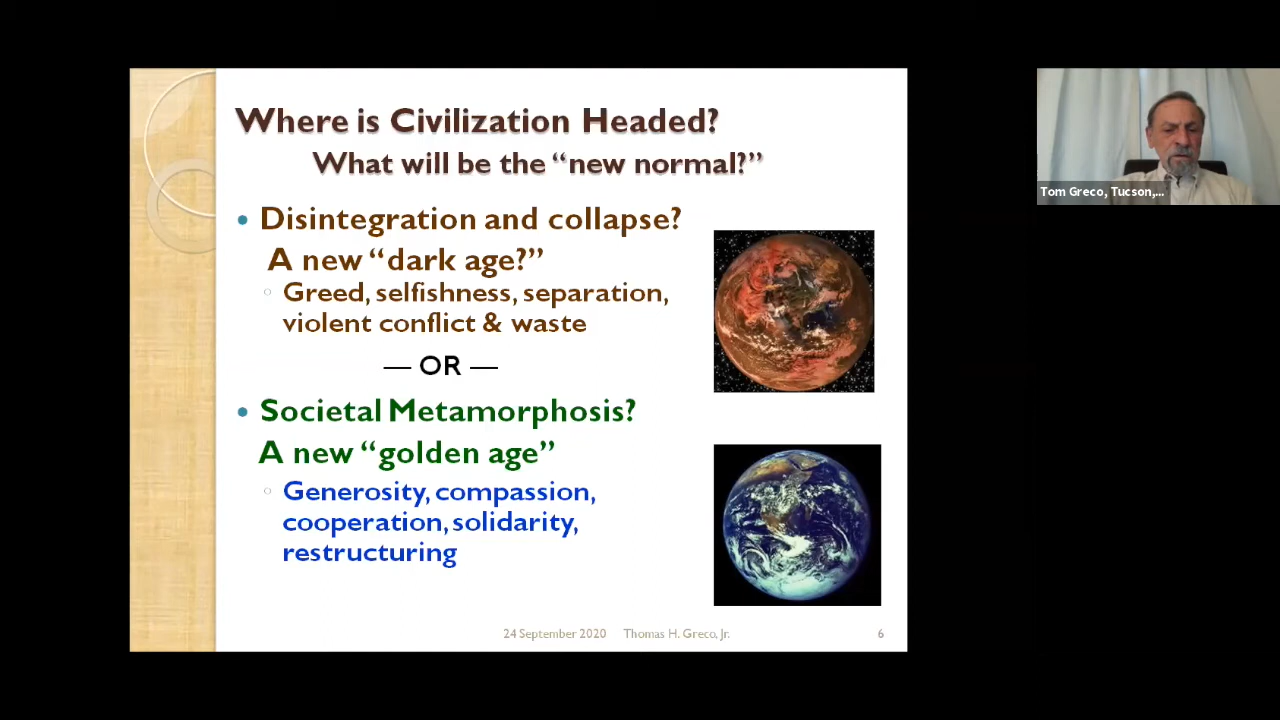 Where is Civilization Headed?
What will be the “new normal?”
• Disintegration and collapse?
A new “dark age?”
◦ Greed, selfishness, separation,
violent conflict & waste
— OR —
• Societal Metamorphosis?
A new “golden age”
◦ Generosity, compassion,
cooperation, solidarity,
restructuring
24 September 2020 Thomas H. Greco, Jr. 6
Tom Greco, Tucson,...